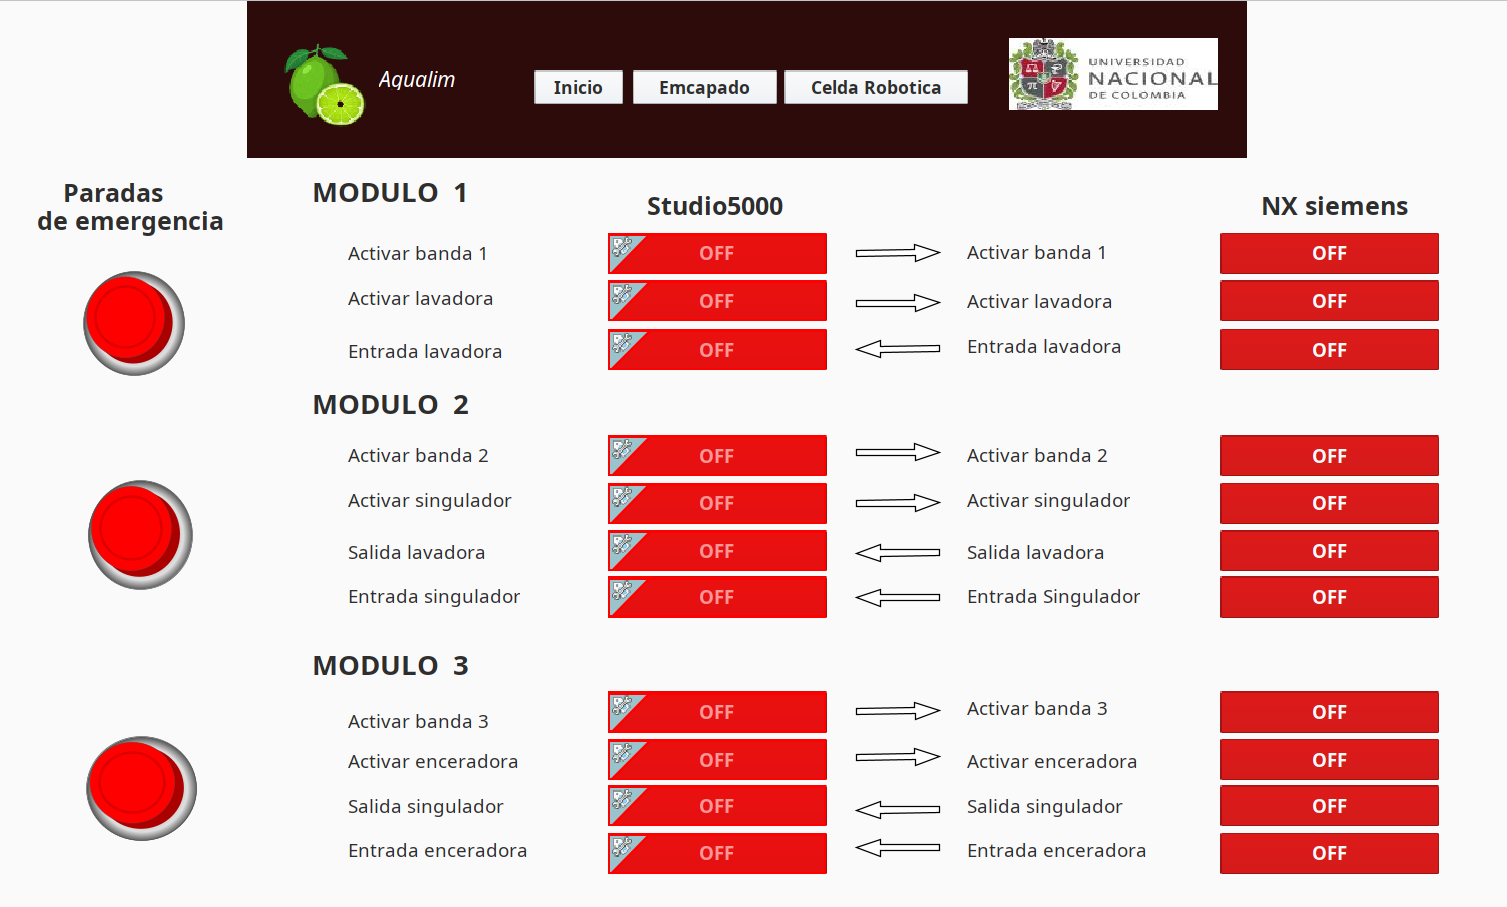 Aqualim
Inicio
Emcapado
Celda Robotica
UNIVERSIDAD
NACIONAL
DE COLOMBIA
Paradas
de emergencia
MODULO 1
Studio5000
NX siemens
Activar banda 1
OFF
Activar banda 1
OFF
Activar lavadora
OFF
Activar lavadora
OFF
Entrada lavadora
OFF
Entrada lavadora
OFF
MODULO 2
Activar banda 2
OFF
Activar banda 2
OFF
Activar singulador
OFF
Activar singulador
OFF
Salida lavadora
OFF
Salida lavadora
OFF
Entrada singulador
OFF
Entrada Singulador
OFF
MODULO 3
Activar banda 3
OFF
Activar banda 3
OFF
Activar enceradora
OFF
Activar enceradora
OFF
Salida singulador
OFF
Salida singulador
OFF
Entrada enceradora
OFF
Entrada enceradora
OFF